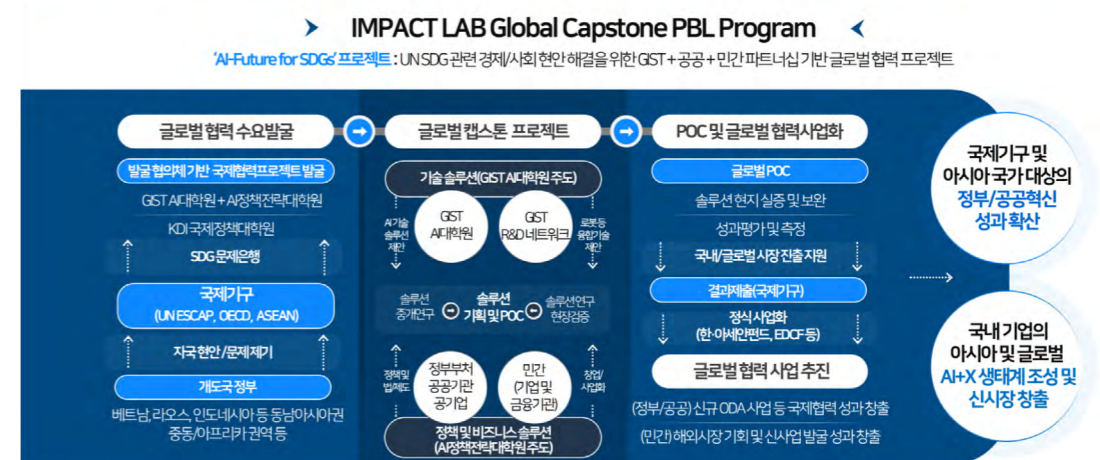 IMPACT LAB Global Capstone PBL Program
'AI-Future for SDGs' 프로젝트 : UN SDG 관련 경제/사회 현안 해결을 위한 GIST + 공공 + 민간 파트너십 기반 글로벌 협력 프로젝트
글로벌 협력 수요발굴
발굴 협의체 기반 국제협력프로젝트 발굴
GIST AI대학원 + AI정책전략대학원
KDI 국제정책대학원
SDG 문제은행
국제기구
(UN ESCAP, OECD, ASEAN)
자국 현안/문제 제기
개도국 정부
베트남, 라오스, 인도네시아 등 동남아시아권
중동/아프리카 권역 등
글로벌 캡스톤 프로젝트
기술 솔루션(GIST AI대학원 주도)
AI기술
솔루션
제안
GIST
AI대학원
GIST
R&D 네트워크
로봇 등
융합기술
제안
솔루션
중개연구
솔루션
기획 및 POC
솔루션연구
현장검증
정책 및
법/제도
정부부처
공공기관
공기업
민간
(기업 및
금융기관)
창업/
사업화
정책 및 비즈니스 솔루션
(AI정책전략대학원 주도)
POC 및 글로벌 협력사업화
글로벌 POC
솔루션 현지 실증 및 보완
성과평가 및 측정
국내/글로벌 시장 진출 지원
결과제출(국제기구)
정식 사업화
(한·아세안펀드, EDCF 등)
글로벌 협력 사업 추진
(정부/공공) 신규 ODA 사업 등 국제협력 성과 창출
(민간) 해외시장 기회 및 신사업 발굴 성과 창출
국제기구 및
아시아 국가 대상의
정부/공공혁신
성과 확산
국내 기업의
아시아 및 글로벌
AI+X 생태계 조성 및
신시장 창출